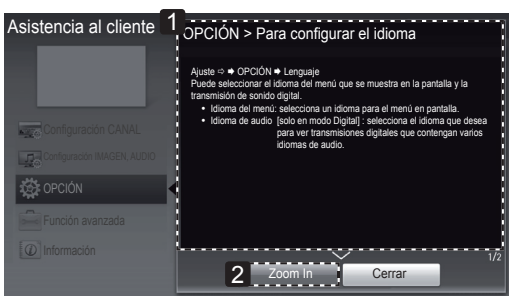 Asistencia al cliente
1
OPCIÓN > Para configurar el idioma
Ajuste ⇨ ➡ OPCIÓN ➡ Lenguaje
Puede seleccionar el idioma del menú que se muestra en la pantalla y la
transmisión de sonido digital.
• Idioma del menú: selecciona un idioma para el menú en pantalla.
• Idioma de audio [solo en modo Digital] : selecciona el idioma que desea
para ver transmisiones digitales que contengan varios
idiomas de audio.
Configuración CANAL
Configuración IMAGEN, AUDIO
OPCIÓN
Función avanzada
Información
1/2
2
Zoom In
Cerrar